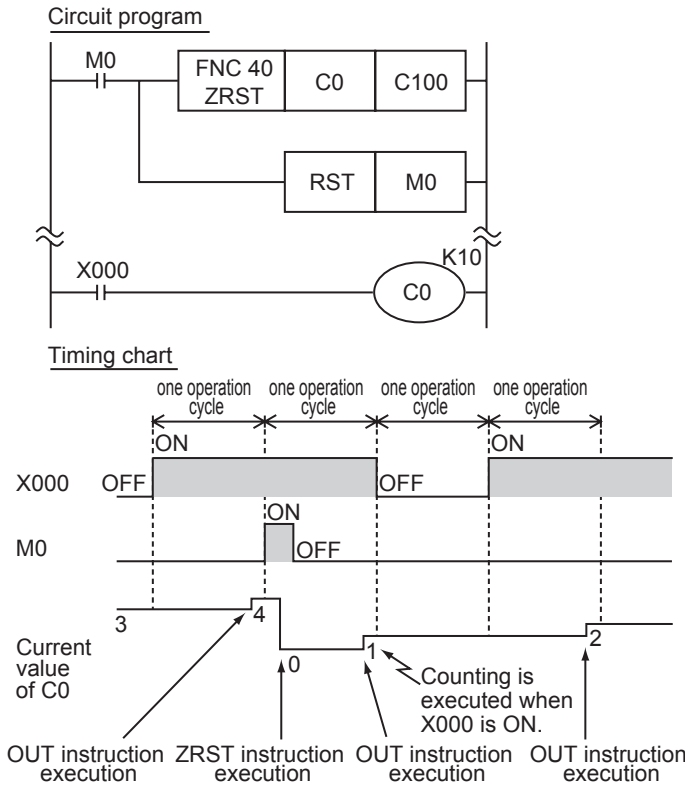 Circuit program
M0
FNC 40
ZRST
C0
C100
RST
M0
X000
K10
C0
Timing chart
one operation
cycle
one operation
cycle
one operation
cycle
one operation
cycle
ON
ON
X000
OFF
OFF
ON
M0
OFF
3
4
0
1
2
Current
value
of C0
Counting is
executed when
X000 is ON.
OUT instruction
execution
ZRST instruction
execution
OUT instruction
execution
OUT instruction
execution